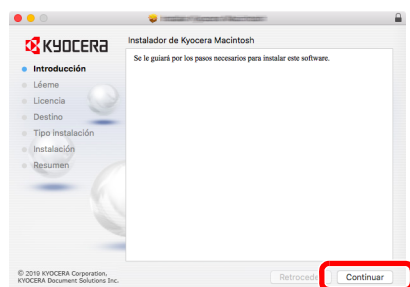 KYOCERA
Instalador de Kyocera Macintosh
Se le guiará por los pasos necesarios para instalar este software.
Introducción
Léeme
Licencia
Destino
Tipo instalación
Instalación
Resumen
© 2019 KYOCERA Corporation,
KYOCERA Document Solutions Inc.
Continuar